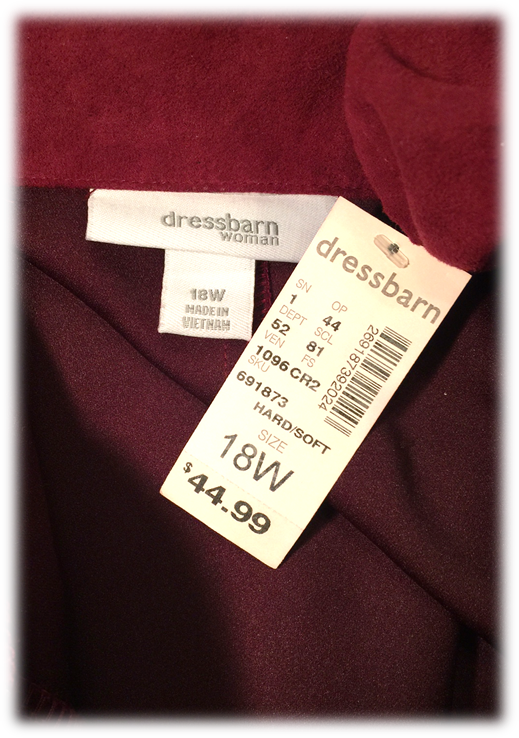 dressbarn
woman
18W
MADE IN
VIETNAM
dressbarn
SN OP
1 44
DEPT SCL
52 81
VEN FS
1096 CR2
SKU
691873
HARD/SOFT
SIZE
18W
$44.99
269187392024